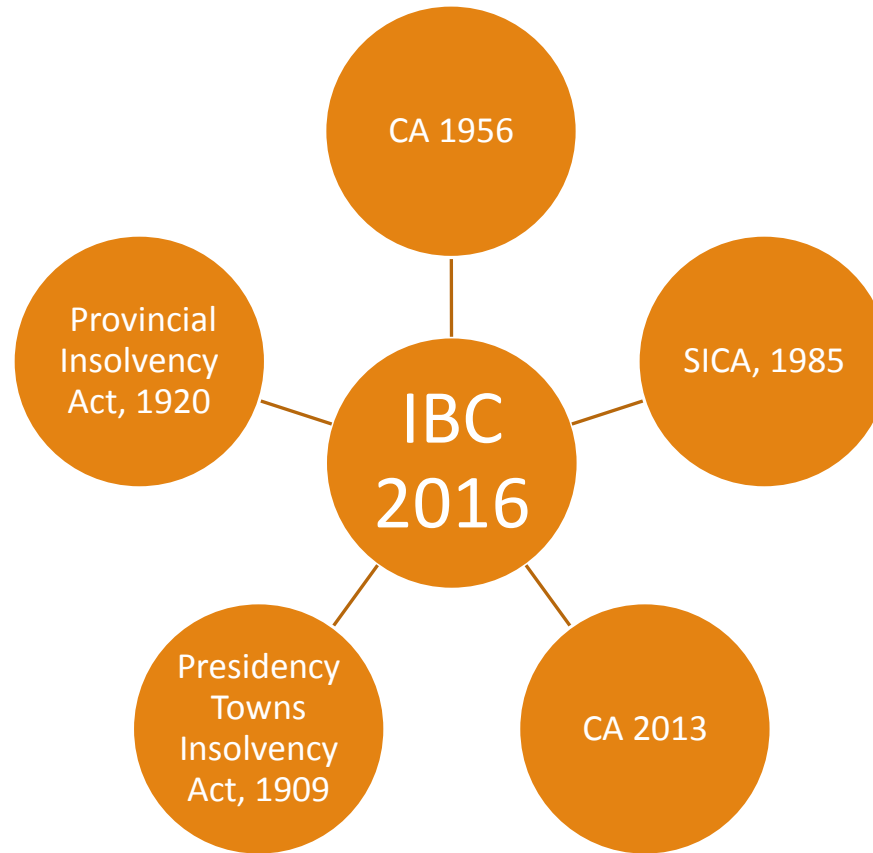 CA 1956
Provincial
Insolvency
Act, 1920
SICA, 1985
IBC
2016
Presidency
Towns
Insolvency
Act, 1909
CA 2013